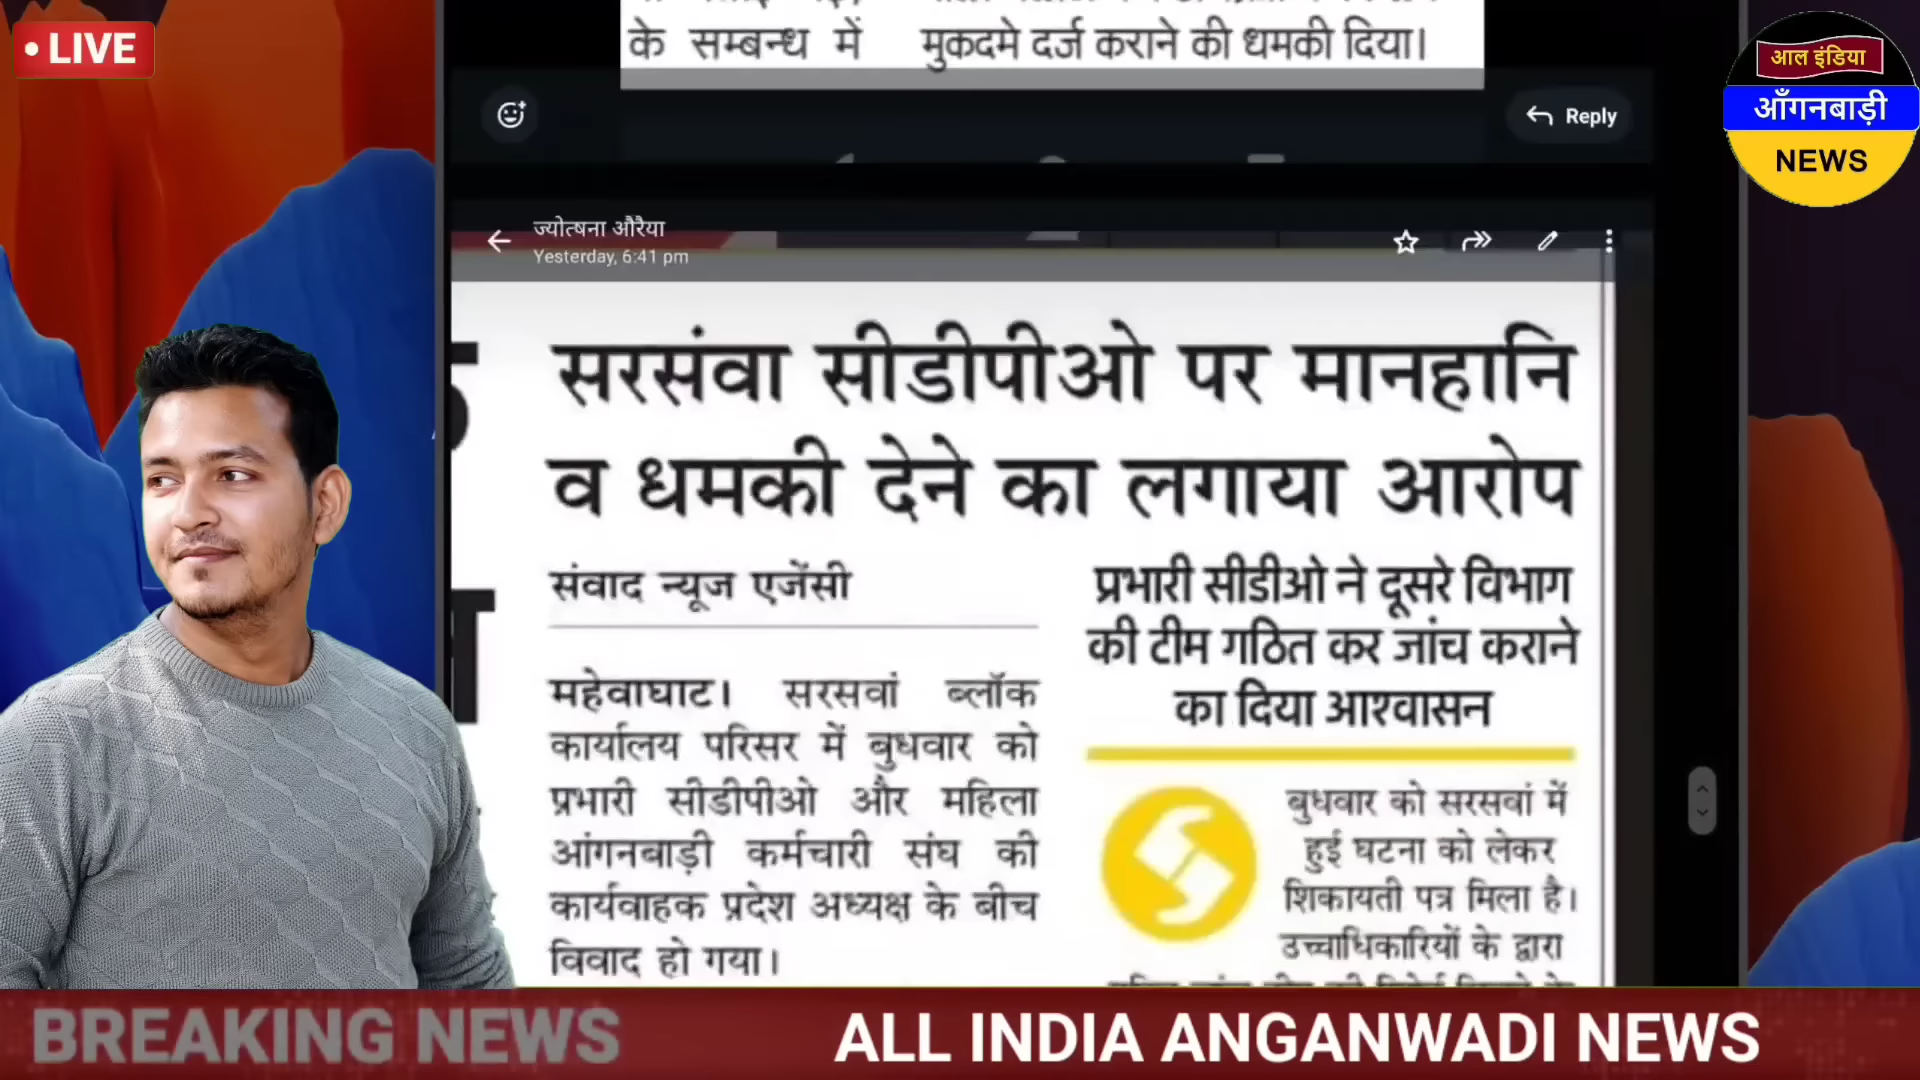 • LIVE
के सम्बन्ध में
मुकदमे दर्ज कराने की धमकी दिया।
Reply
आल इंडिया
आँगनबाड़ी
NEWS
ज्योत्षना औरैया
Yesterday, 6:41 pm
सरसंवा सीडीपीओ पर मानहानि
व धमकी देने का लगाया आरोप
संवाद न्यूज एजेंसी
महेवाघाट। सरसवां ब्लॉक
कार्यालय परिसर में बुधवार को
प्रभारी सीडीपीओ और महिला
आंगनबाड़ी कर्मचारी संघ की
कार्यवाहक प्रदेश अध्यक्ष के बीच
विवाद हो गया।
प्रभारी सीडीओ ने दूसरे विभाग
की टीम गठित कर जांच कराने
का दिया आश्वासन
बुधवार को सरसवां में
हुई घटना को लेकर
शिकायती पत्र मिला है।
उच्चाधिकारियों के द्वारा
BREAKING NEWS
ALL INDIA ANGANWADI NEWS